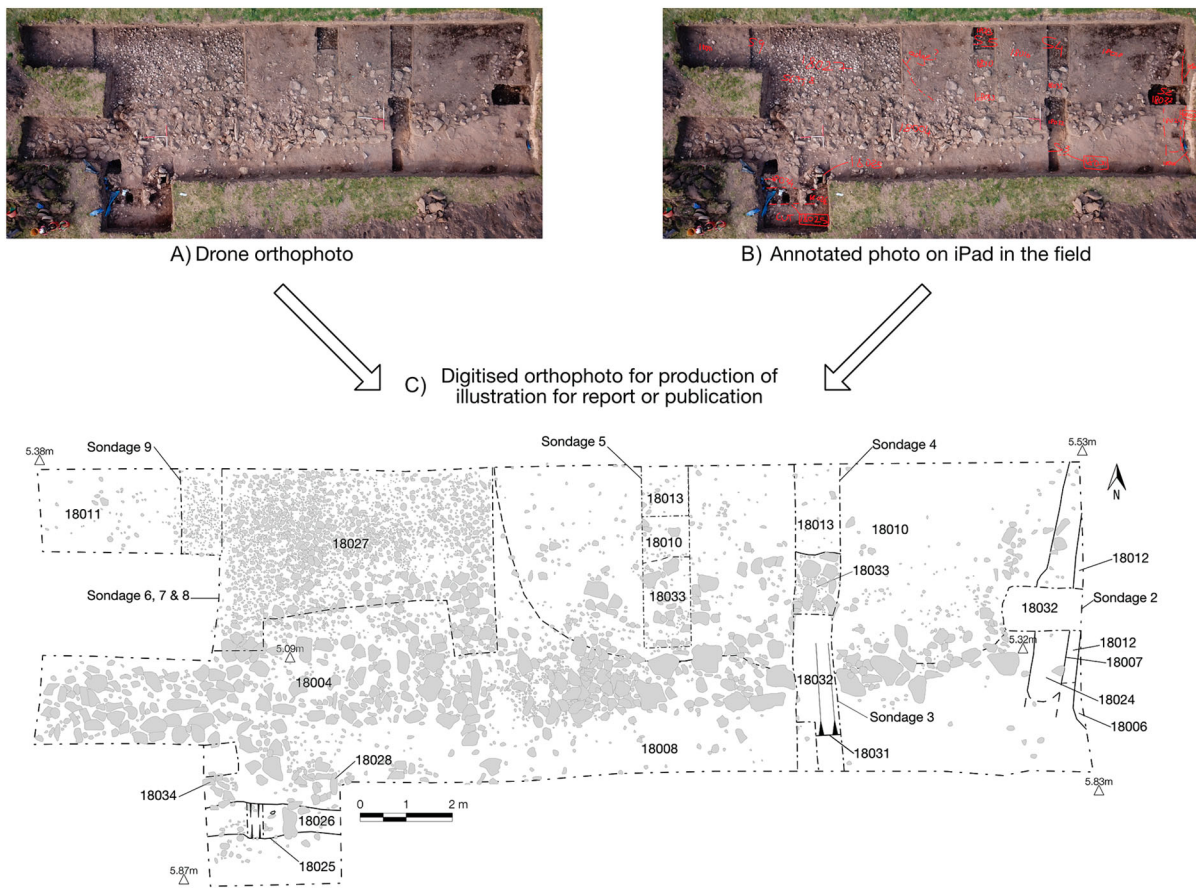 18032
A) Drone orthophoto
B) Annotated photo on iPad in the field
C) Digitised orthophoto for production of
illustration for report or publication
Sondage 9
Sondage 5
Sondage 4
5.38m
5.53m
N
18011
18027
18013
18010
18033
18013
18033
18010
18012
Sondage 6, 7 & 8
18032
Sondage 2
5.09m
5.32m
18004
18012
18007
18032
18024
Sondage 3
18006
18008
18031
18028
18034
5.83m
0 1 2 m
18026
18025
5.87m